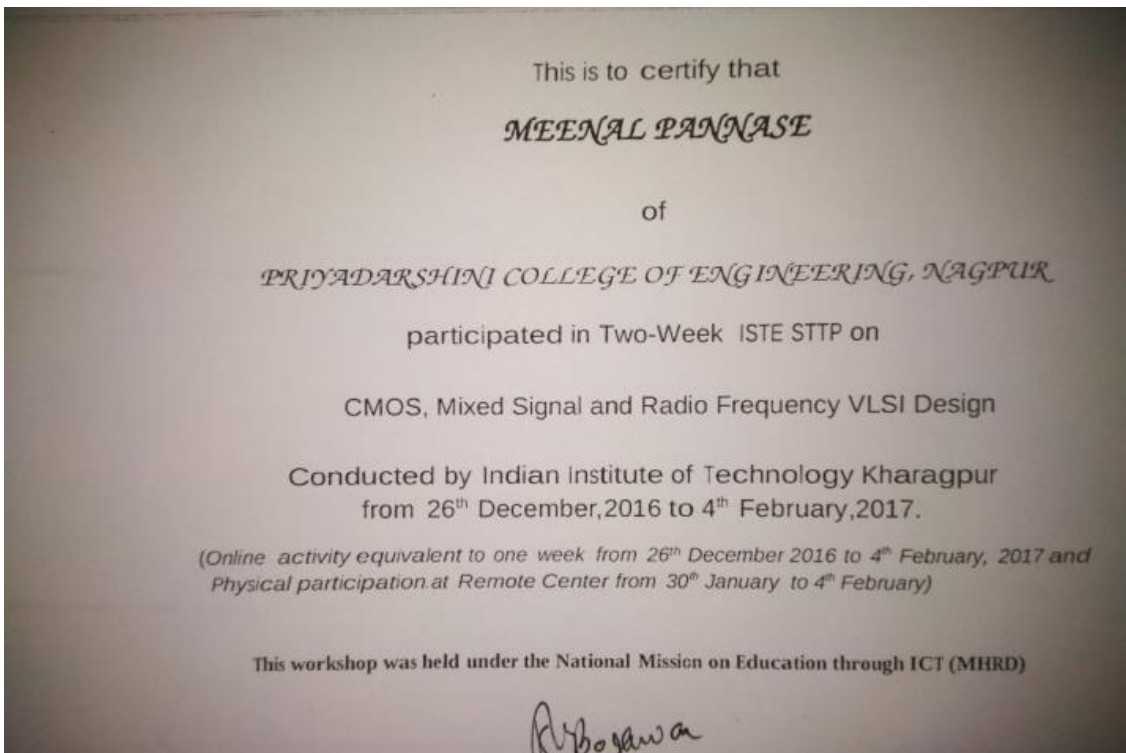 This is to certify that
MEENAL PANNASE
of
PRIYADARSHINI COLLEGE OF ENGINEERING, NAGPUR
participated in Two-Week ISTE STTP on
CMOS, Mixed Signal and Radio Frequency VLSI Design
Conducted by Indian Institute of Technology Kharagpur
from 26th December,2016 to 4th February,2017.
(Online activity equivalent to one week from 26th December 2016 to 4th February, 2017 and
Physical participation at Remote Center from 30th January to 4th February)
This workshop was held under the National Mission on Education through ICT (MHRD)